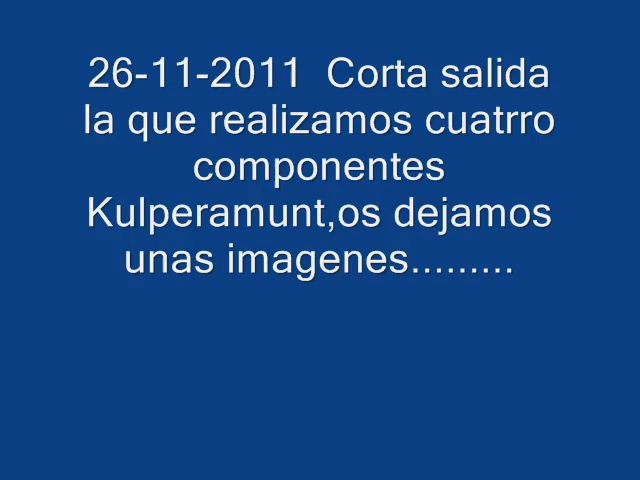 26-11-2011  Corta salida
la que realizamos cuatrro
componentes
Kulperamunt,os dejamos
unas imagenes.........